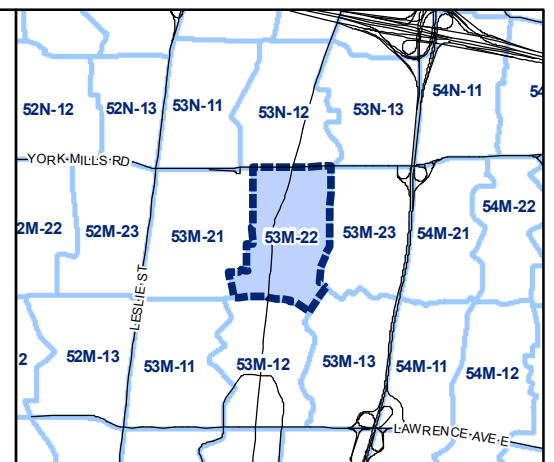 54N-11
52N-12
52N-13
53N-11
53N-12
53N-13
54
YORK MILLS RD
2M-22
52M-23
53M-21
53M-22
53M-23
54M-21
54M-22
LESLIE ST
2
52M-13
53M-11
53M-12
53M-13
54M-11
54M-12
LAWRENCE AVE E